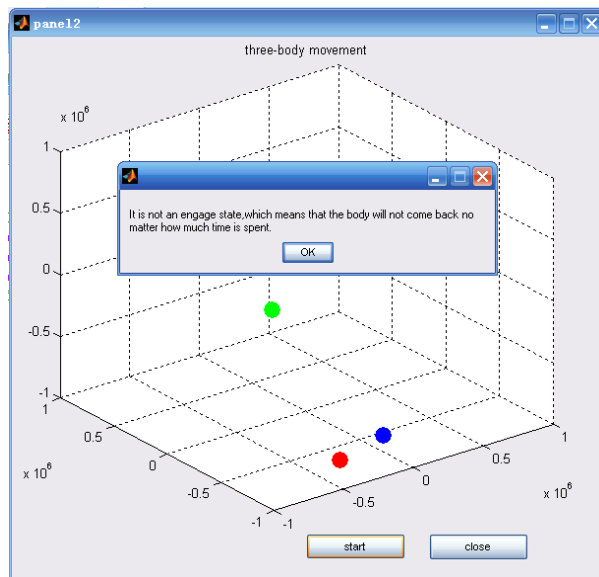 panel2
three-body movement
x 10^6
1
0.5
0
-0.5
-1
It is not an engage state,which means that the body will not come back no
matter how much time is spent.
OK
1
0.5
0
-0.5
-1
x 10^6
-1
-0.5
0
0.5
1
x 10^6
start
close